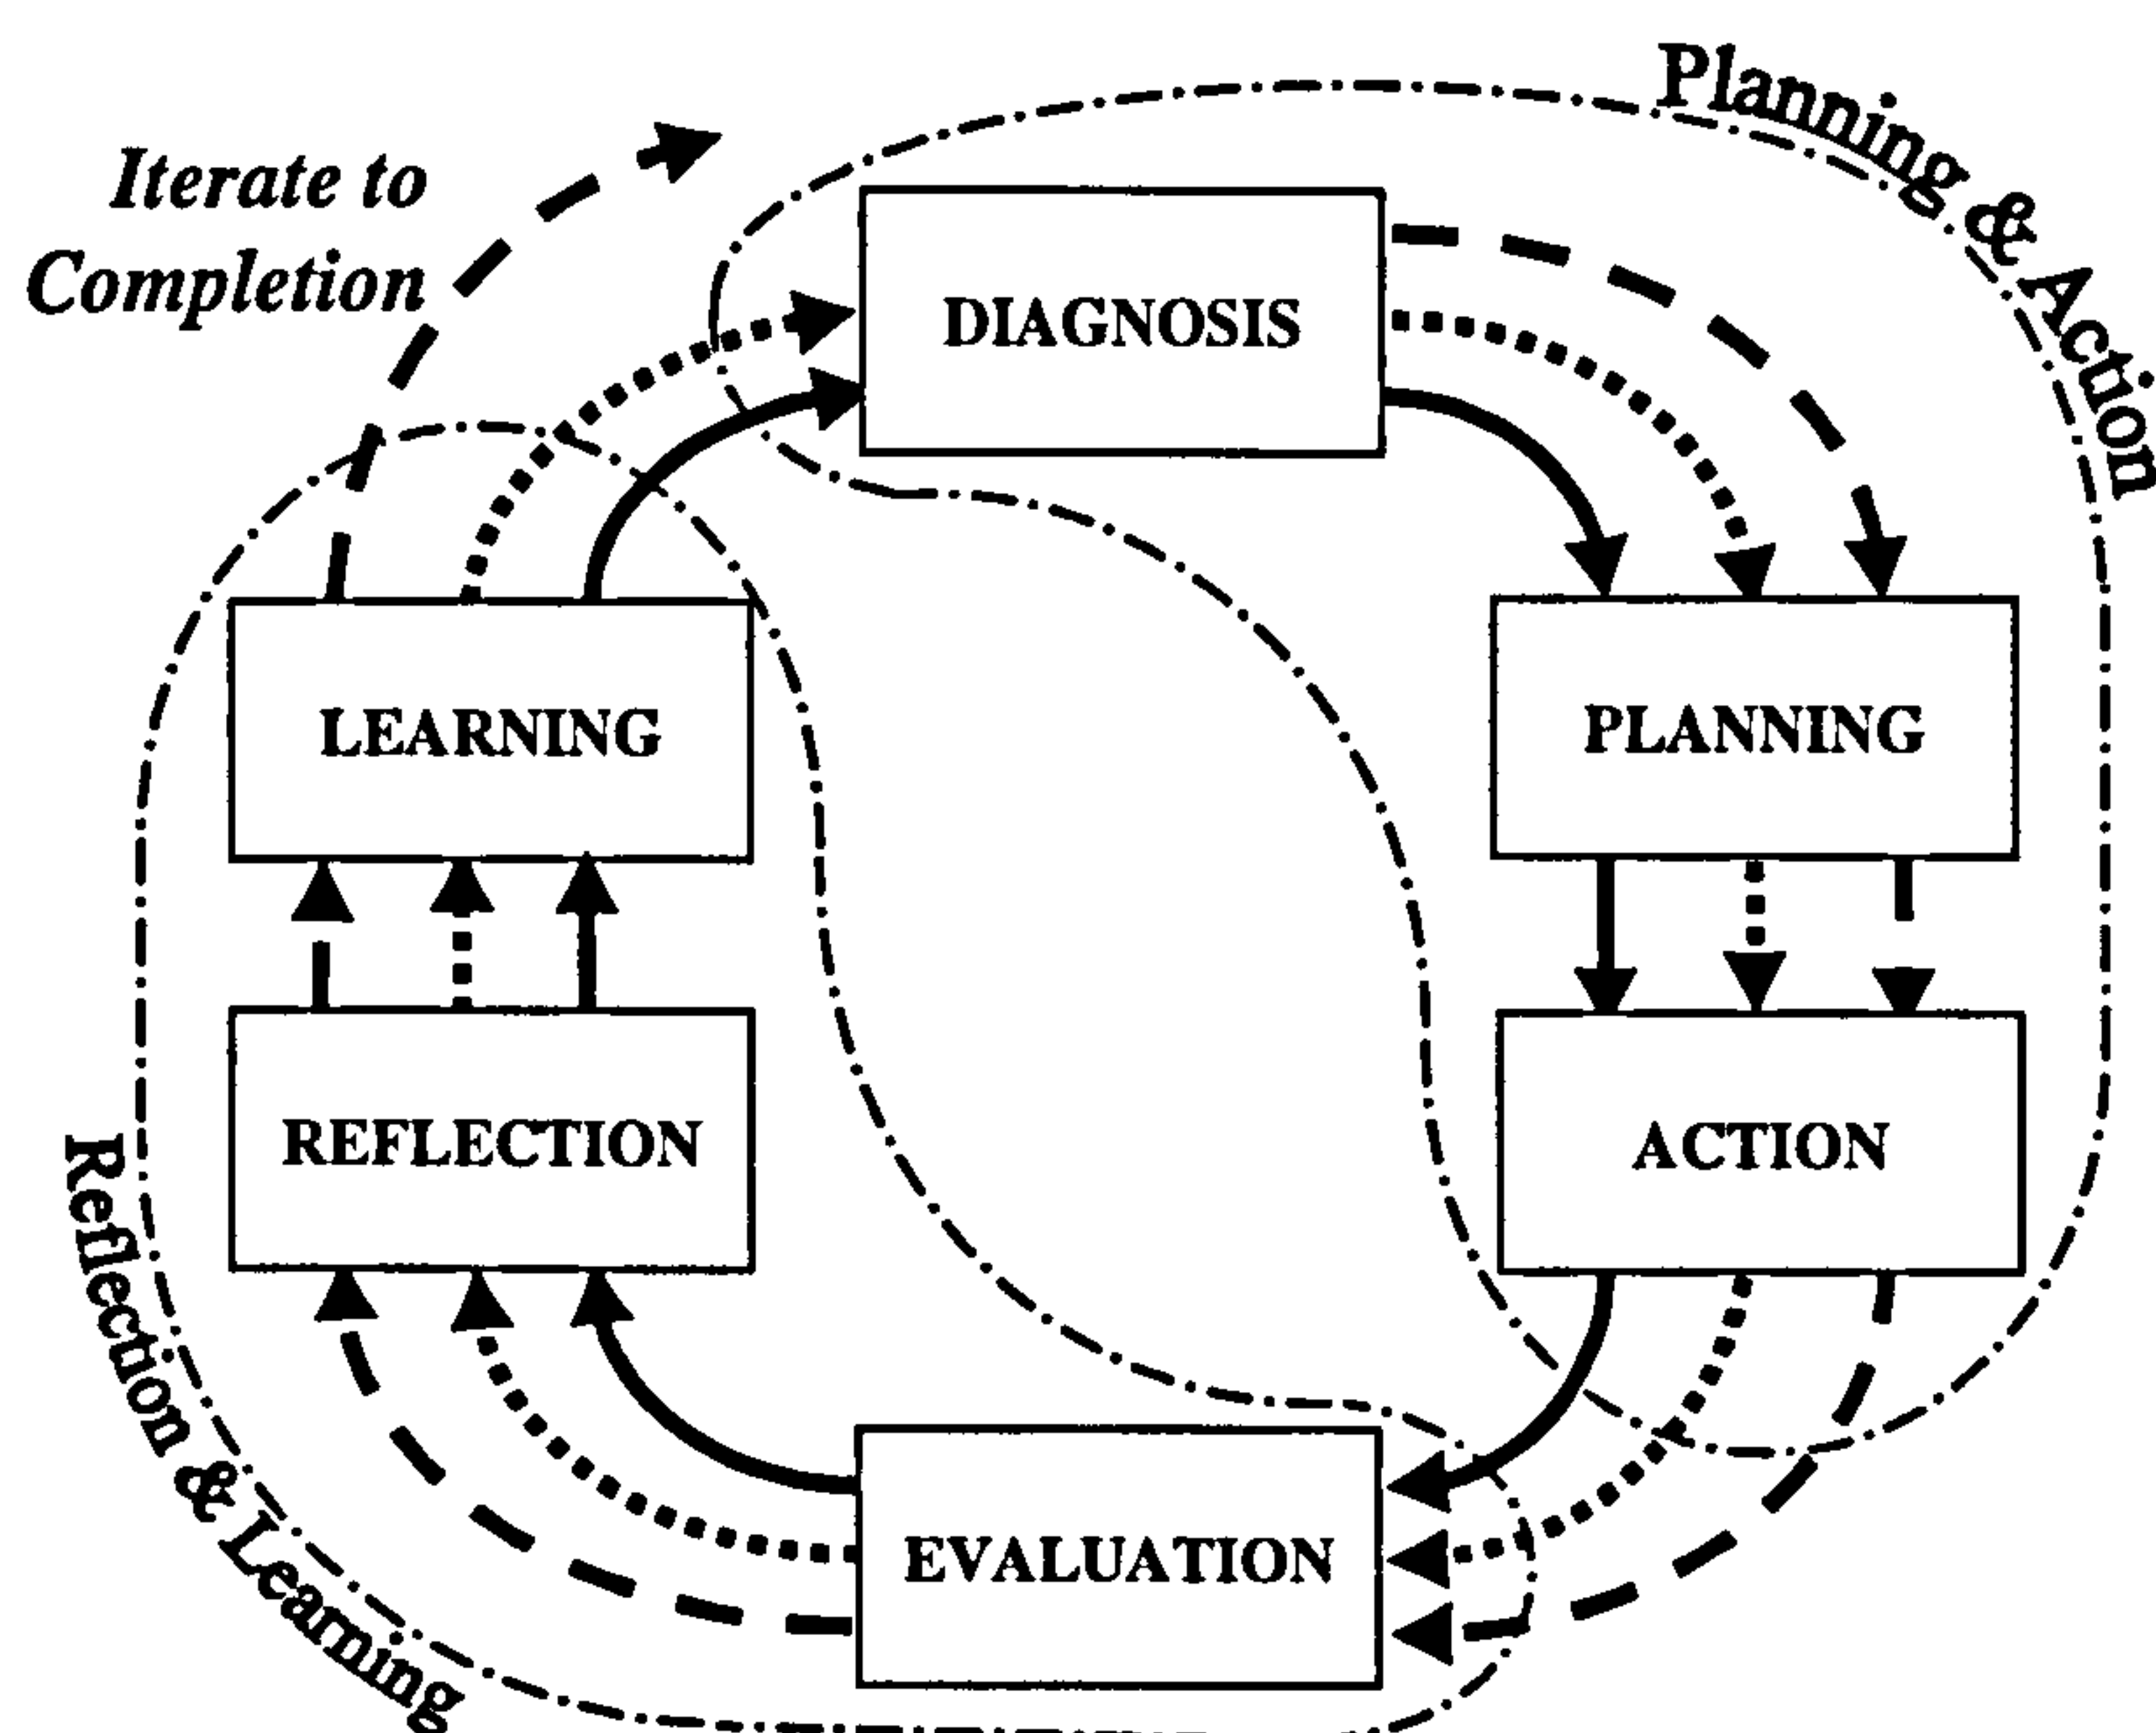 Planning & Action
Iterate to
Completion
DIAGNOSIS
LEARNING
PLANNING
REFLECTION
ACTION
Reflection & Learning
EVALUATION